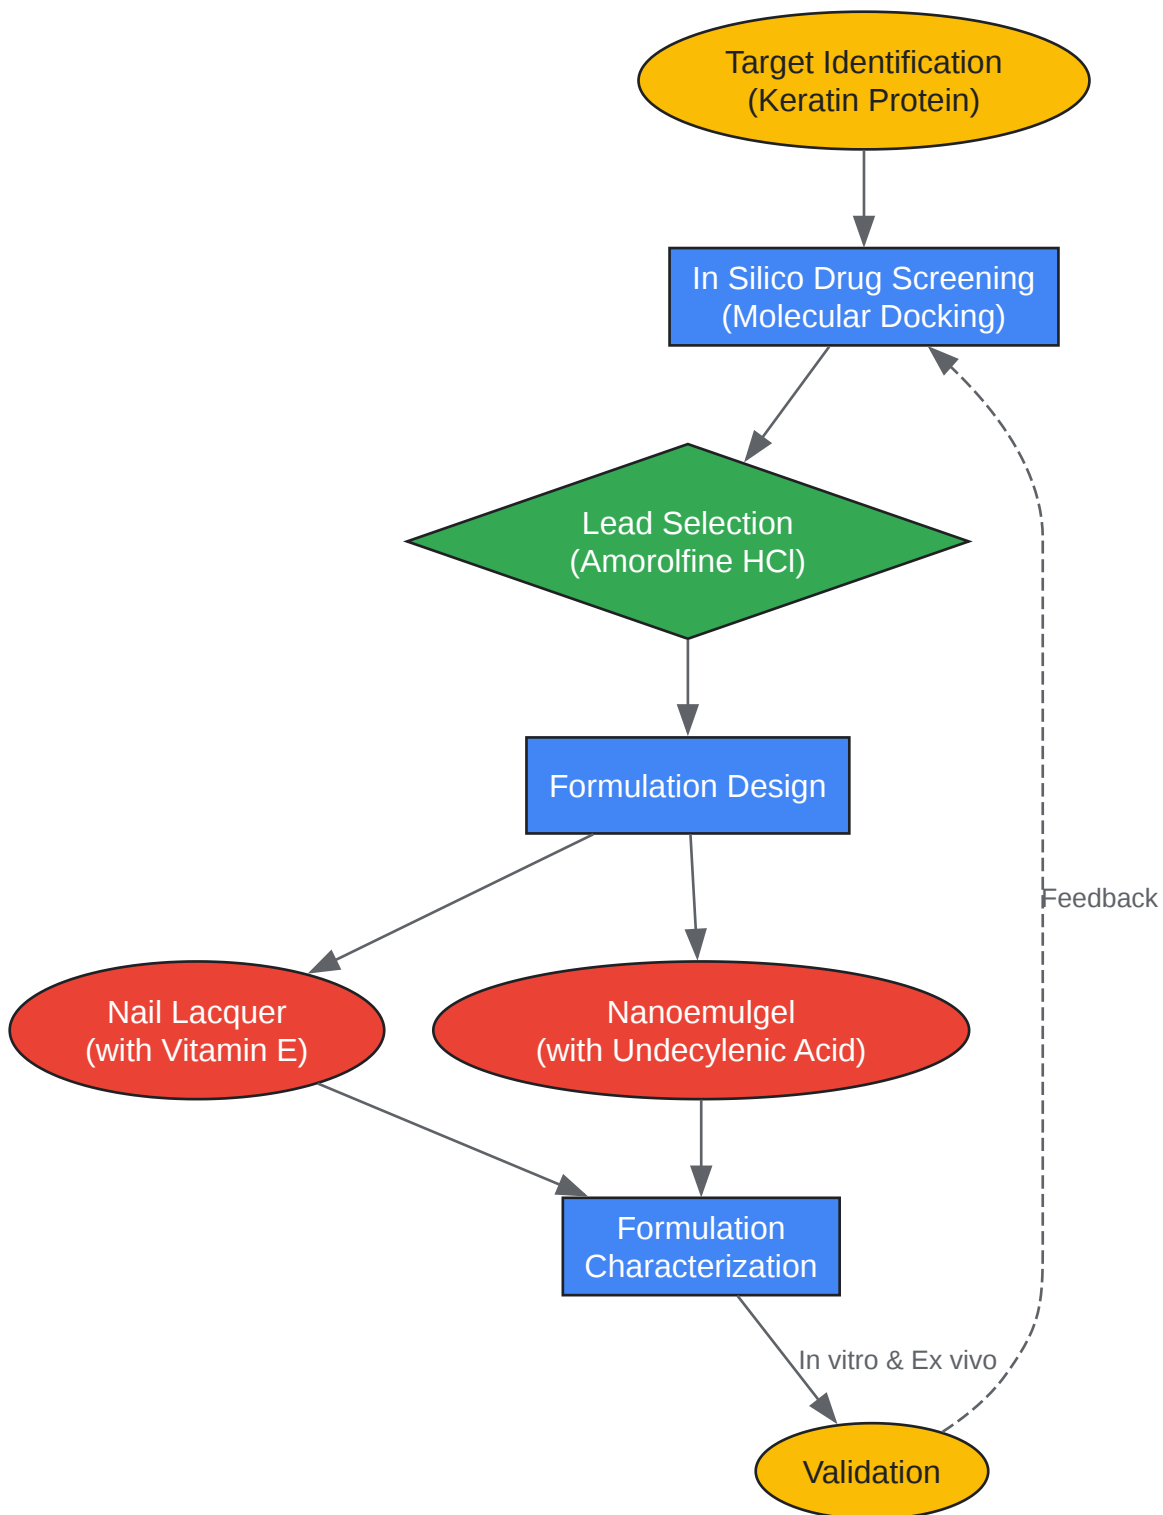 Target Identification
(Keratin Protein)
In Silico Drug Screening
(Molecular Docking)
Lead Selection
(Amorolfine HCl)
Formulation Design
Feedback
Nail Lacquer
(with Vitamin E)
Nanoemulgel
(with Undecylenic Acid)
Formulation
Characterization
In vitro & Ex vivo
Validation